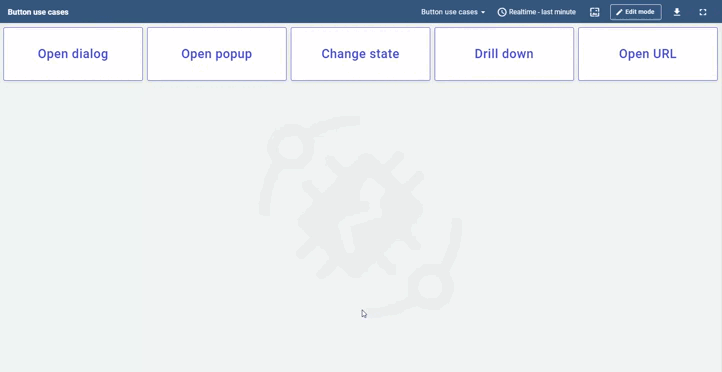 Button use cases
Button use cases
Realtime - last minute
Edit mode
Open dialog
Open popup
Change state
Drill down
Open URL